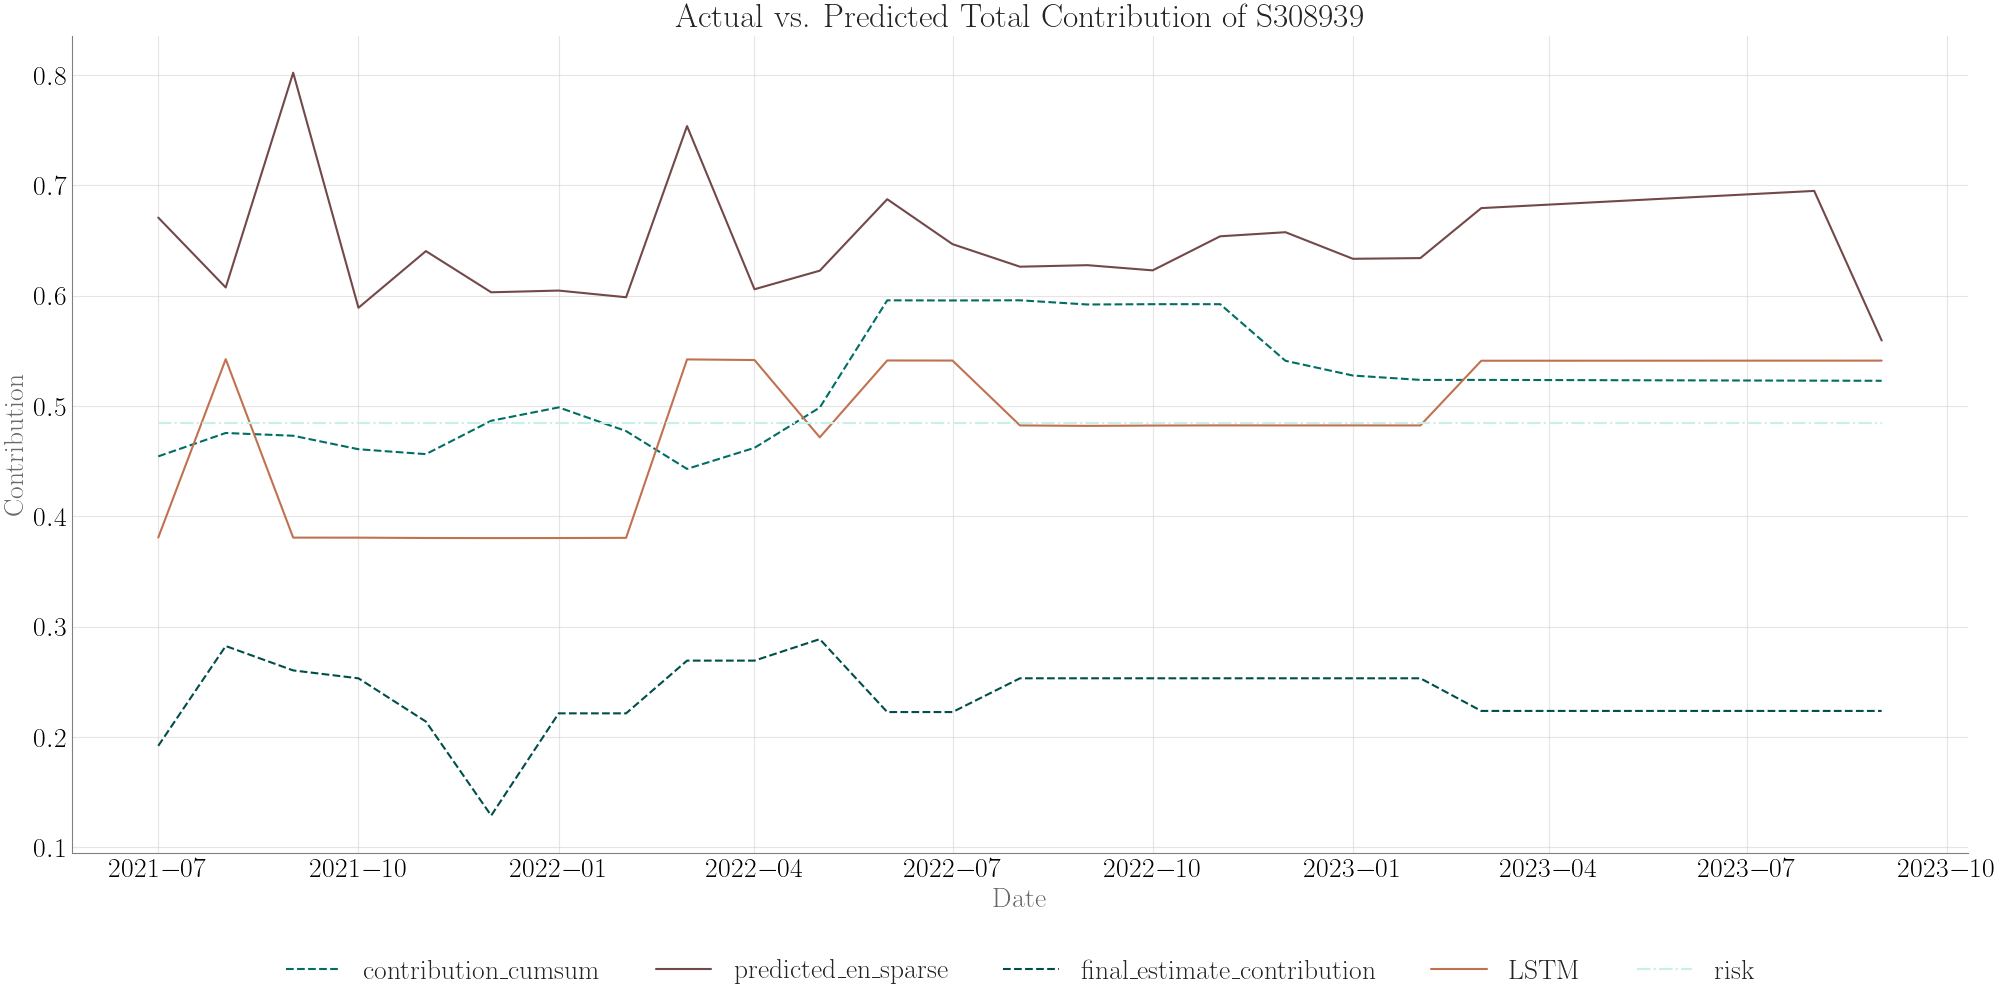 Actual vs. Predicted Total Contribution of S308939
Contribution
0.8
0.7
0.6
0.5
0.4
0.3
0.2
0.1
2021−07 2021−10 2022−01 2022−04 2022−07 2022−10 2023−01 2023−04 2023−07 2023−10
Date
contribution_cumsum predicted_en_sparse final_estimate_contribution LSTM risk